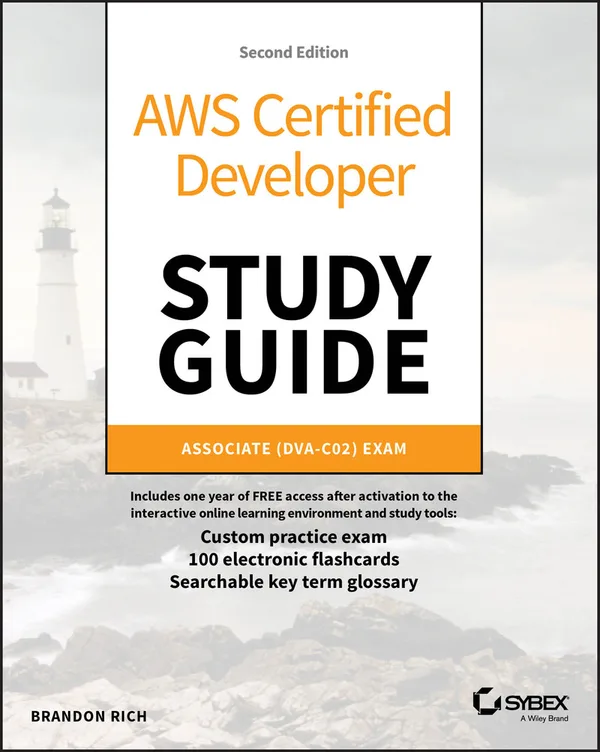 Second Edition
AWS Certified
Developer
STUDY
GUIDE
ASSOCIATE (DVA-C02) EXAM
Includes one year of FREE access after activation to the
interactive online learning environment and study tools:
Custom practice exam
100 electronic flashcards
Searchable key term glossary
BRANDON RICH
SYBEX®
A Wiley Brand